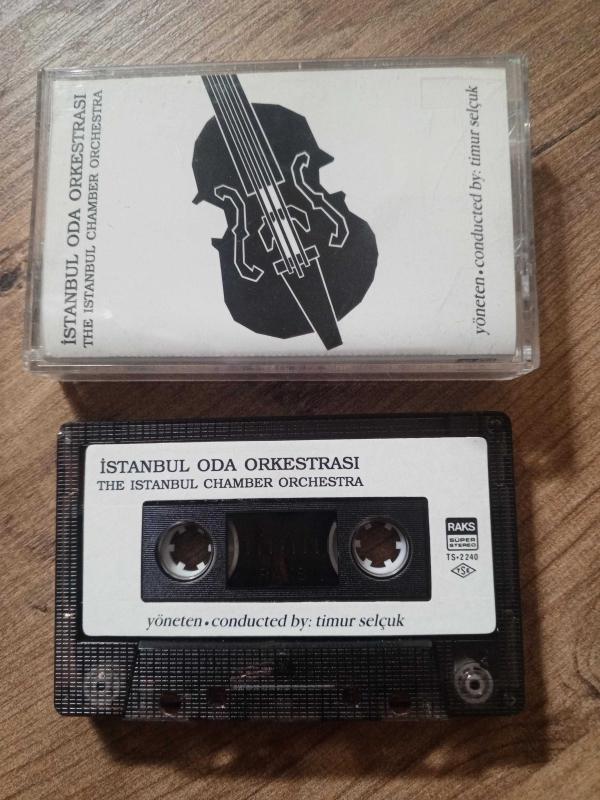 İSTANBUL ODA ORKESTRASI
THE ISTANBUL CHAMBER ORCHESTRA
yöneten • conducted by: timur selçuk
İSTANBUL ODA ORKESTRASI
THE ISTANBUL CHAMBER ORCHESTRA
RAKS
SÜPER
STEREO
TS•2240
TSE
yöneten • conducted by: timur selçuk